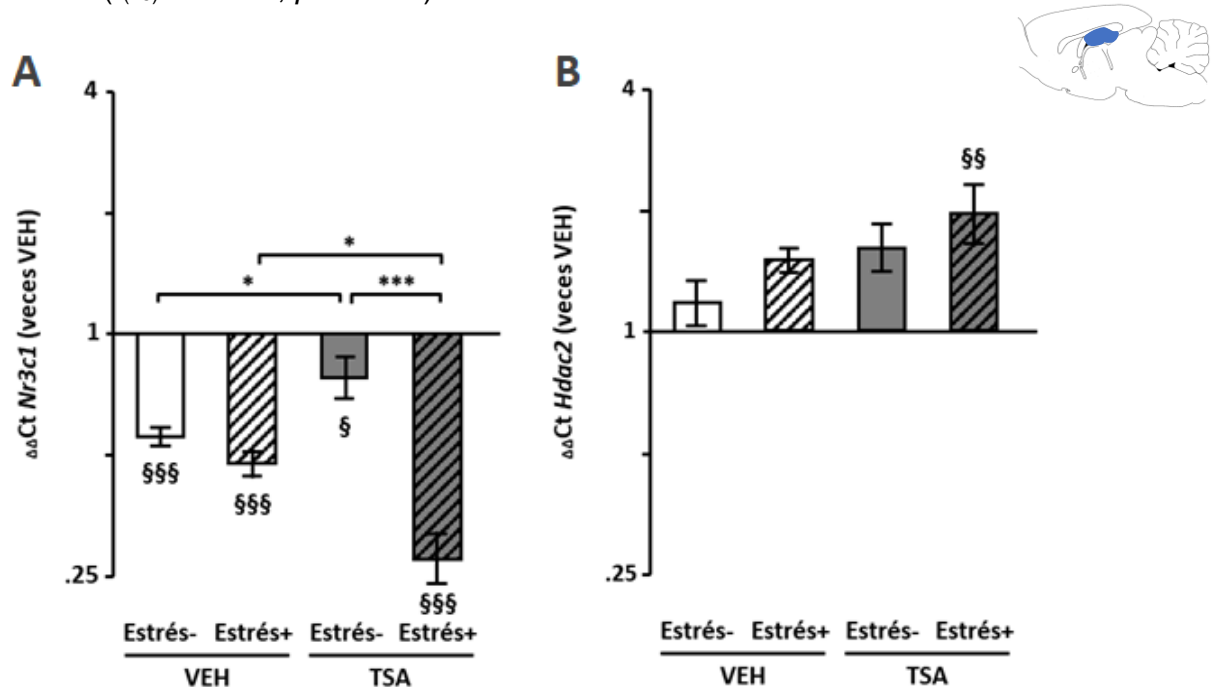 A
B
4
4
§§
*
*
***
1
1
§
§§§
§§§
.25
.25
§§§
ΔΔCt Nr3c1 (veces VEH)
ΔΔCt Hdac2 (veces VEH)
Estrés- Estrés+ Estrés- Estrés+
VEH TSA
Estrés- Estrés+ Estrés- Estrés+
VEH TSA